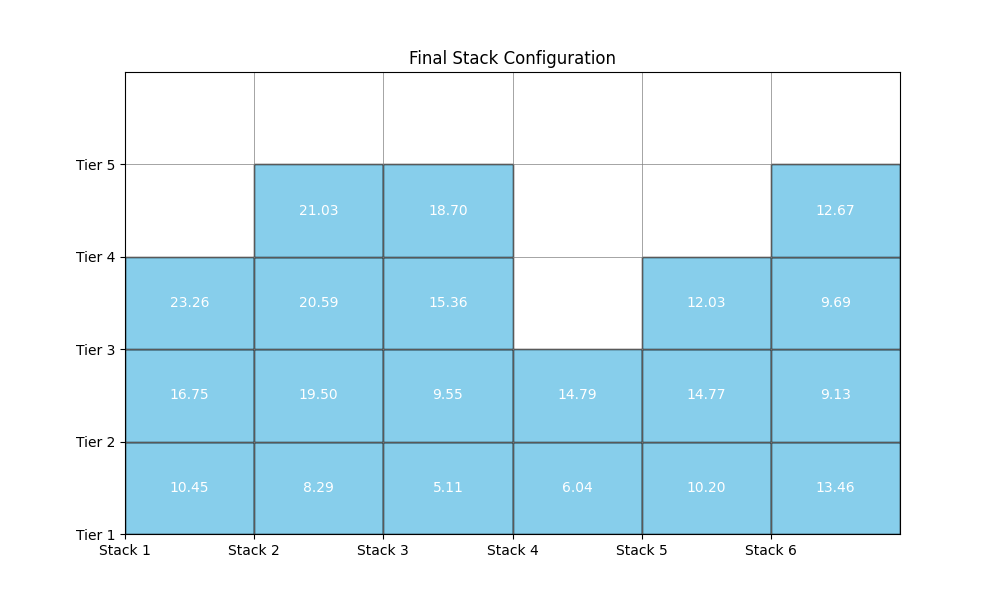 Final Stack Configuration
Tier 5
21.03 18.70 12.67
Tier 4
23.26 20.59 15.36 12.03 9.69
Tier 3
16.75 19.50 9.55 14.79 14.77 9.13
Tier 2
10.45 8.29 5.11 6.04 10.20 13.46
Tier 1
Stack 1 Stack 2 Stack 3 Stack 4 Stack 5 Stack 6